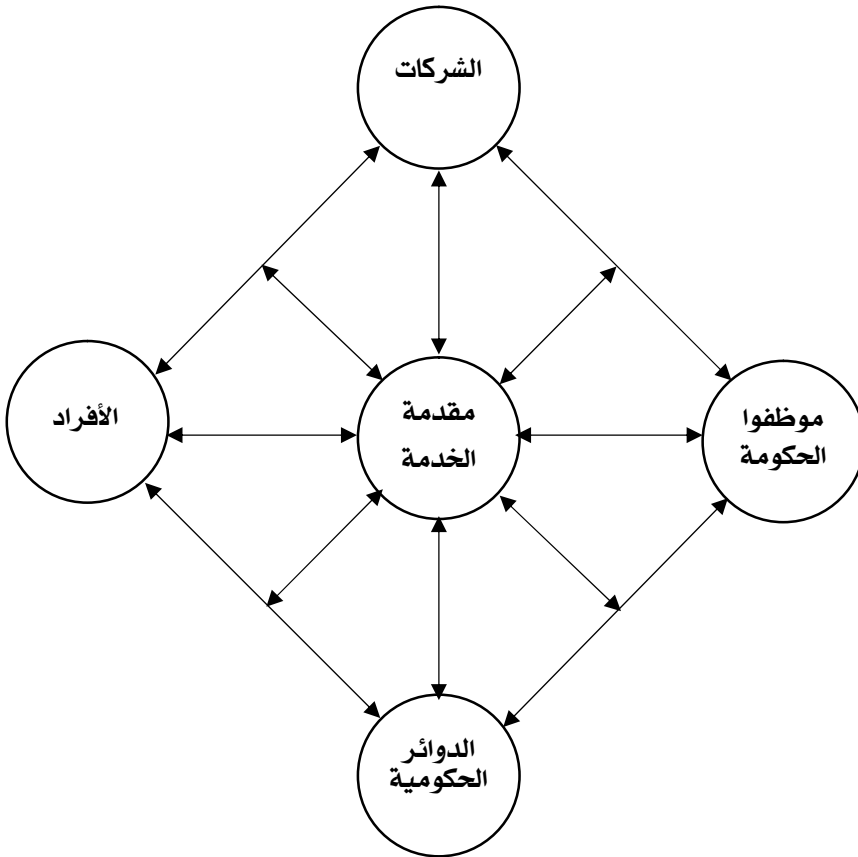 الشركات
موظفوا
الحكومة
مقدمة
الخدمة
الأفراد
الدوائر
الحكومية